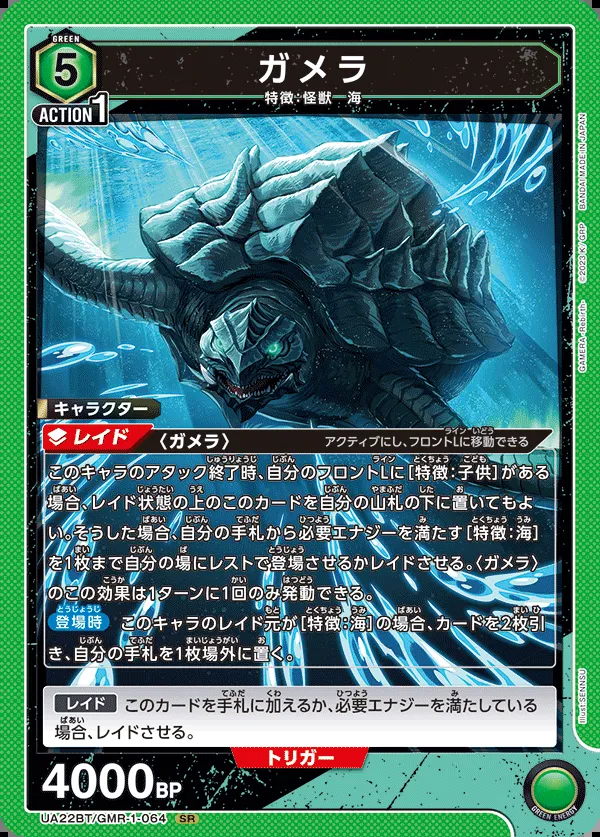 GREEN
5
ACTION 1
ガメラ
特徴:怪獣 海
キャラクター
レイド 〈ガメラ〉 アクティブにし、フロントLに移動できる
このキャラのアタック終了時、自分のフロントLに[特徴:子供]がある
場合、レイド状態の上のこのカードを自分の山札の下に置いてもよ
い。そうした場合、自分の手札から必要エナジーを満たす[特徴:海]
を1枚まで自分の場にレストで登場させるかレイドさせる。〈ガメラ〉
のこの効果は1ターンに1回のみ発動できる。
登場時 このキャラのレイド元が[特徴:海]の場合、カードを2枚引
き、自分の手札を1枚場外に置く。
レイド このカードを手札に加えるか、必要エナジーを満たしている
場合、レイドさせる。
トリガー
4000BP
UA22BT/GMR-1-064 SR
GREEN ENERGY
Illust:SENNSU
GAMERA -Rebirth- ©2023 K/GRP BANDAI MADE IN JAPAN